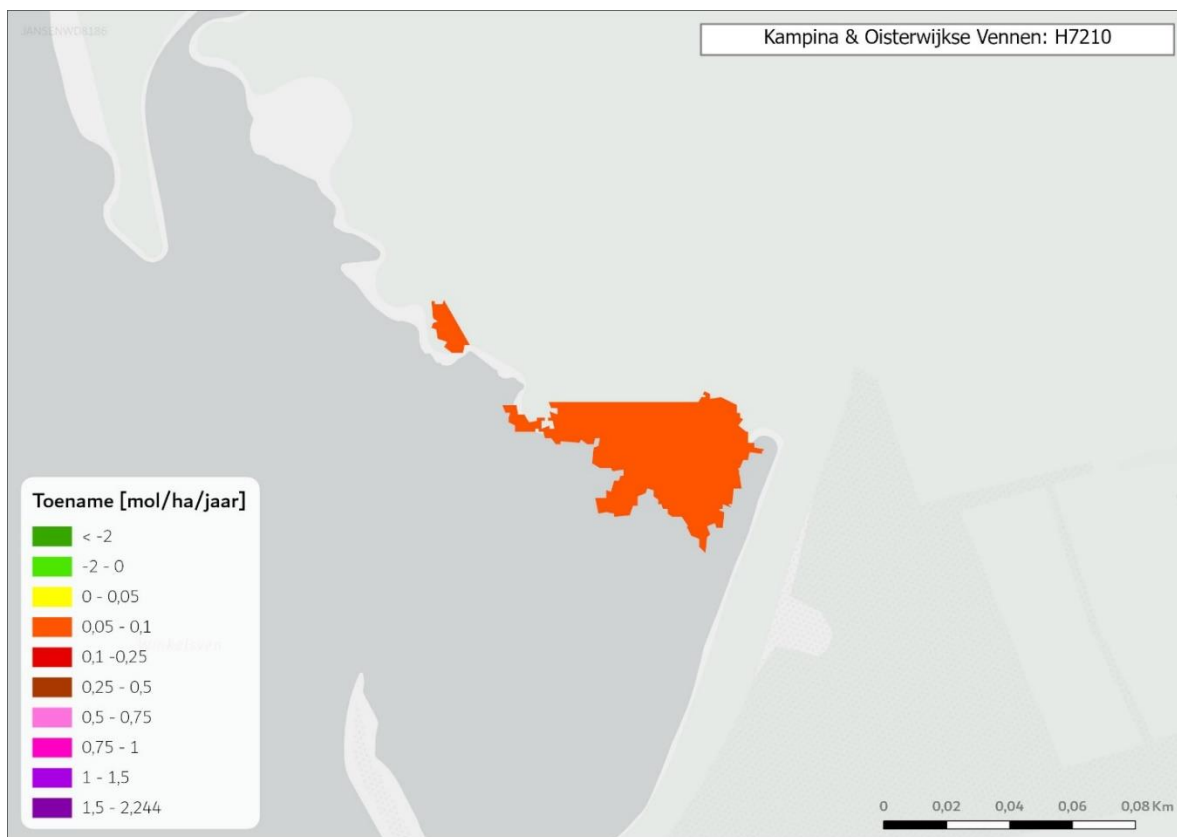 JANSENWD8186
Kampina & Oisterwijkse Vennen: H7210
Toename [mol/ha/jaar]
< -2
-2 - 0
0 - 0,05
0,05 - 0,1
0,1 -0,25
0,25 - 0,5
0,5 - 0,75
0,75 - 1
1 - 1,5
1,5 - 2,244
0 0,02 0,04 0,06 0,08 Km